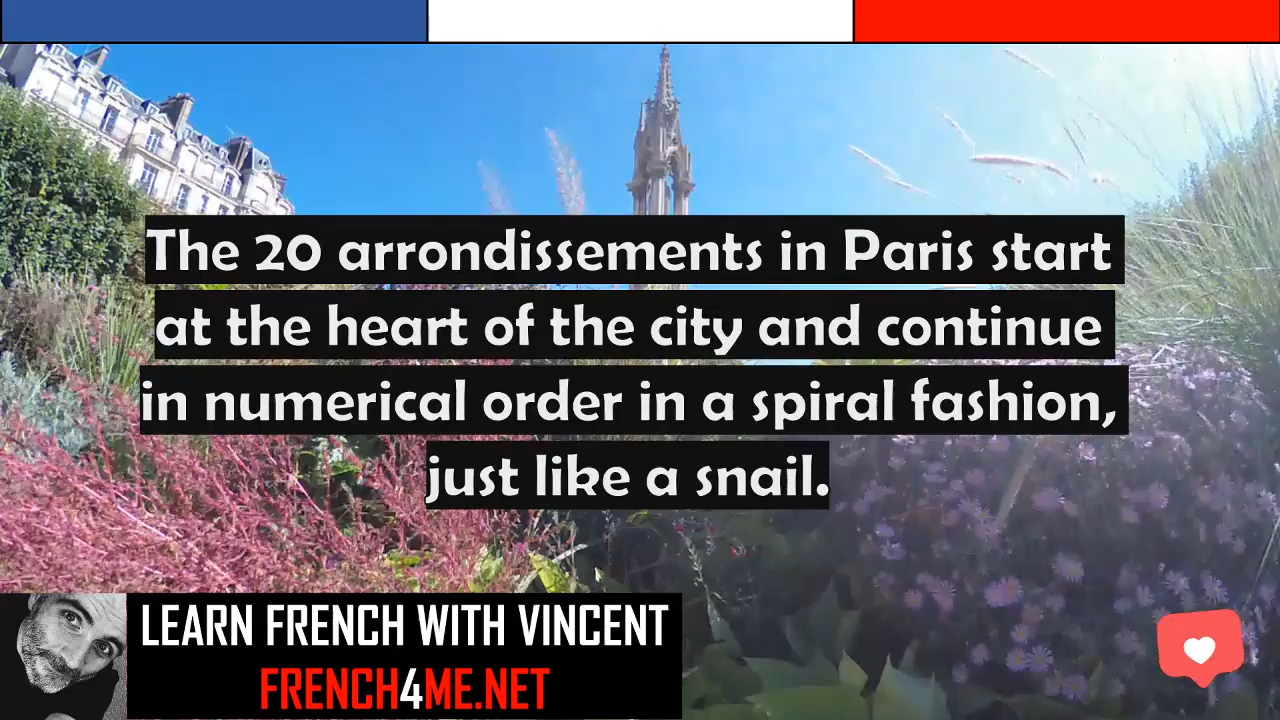 The 20 arrondissements in Paris start
at the heart of the city and continue
in numerical order in a spiral fashion,
just like a snail.
LEARN FRENCH WITH VINCENT
FRENCH4ME.NET